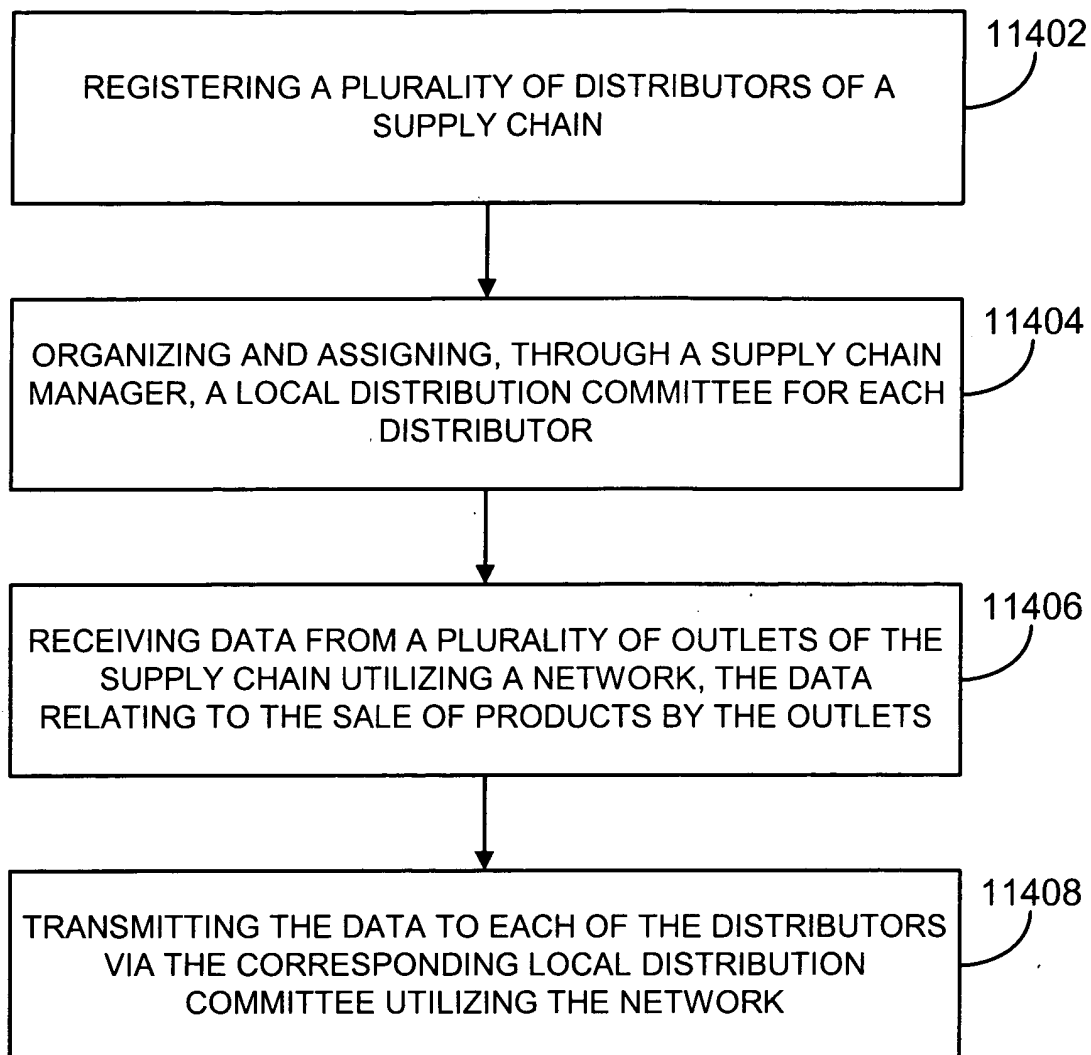 11402
REGISTERING A PLURALITY OF DISTRIBUTORS OF A
SUPPLY CHAIN
11404
ORGANIZING AND ASSIGNING, THROUGH A SUPPLY CHAIN
MANAGER, A LOCAL DISTRIBUTION COMMITTEE FOR EACH
DISTRIBUTOR
11406
RECEIVING DATA FROM A PLURALITY OF OUTLETS OF THE
SUPPLY CHAIN UTILIZING A NETWORK, THE DATA
RELATING TO THE SALE OF PRODUCTS BY THE OUTLETS
11408
TRANSMITTING THE DATA TO EACH OF THE DISTRIBUTORS
VIA THE CORRESPONDING LOCAL DISTRIBUTION
COMMITTEE UTILIZING THE NETWORK